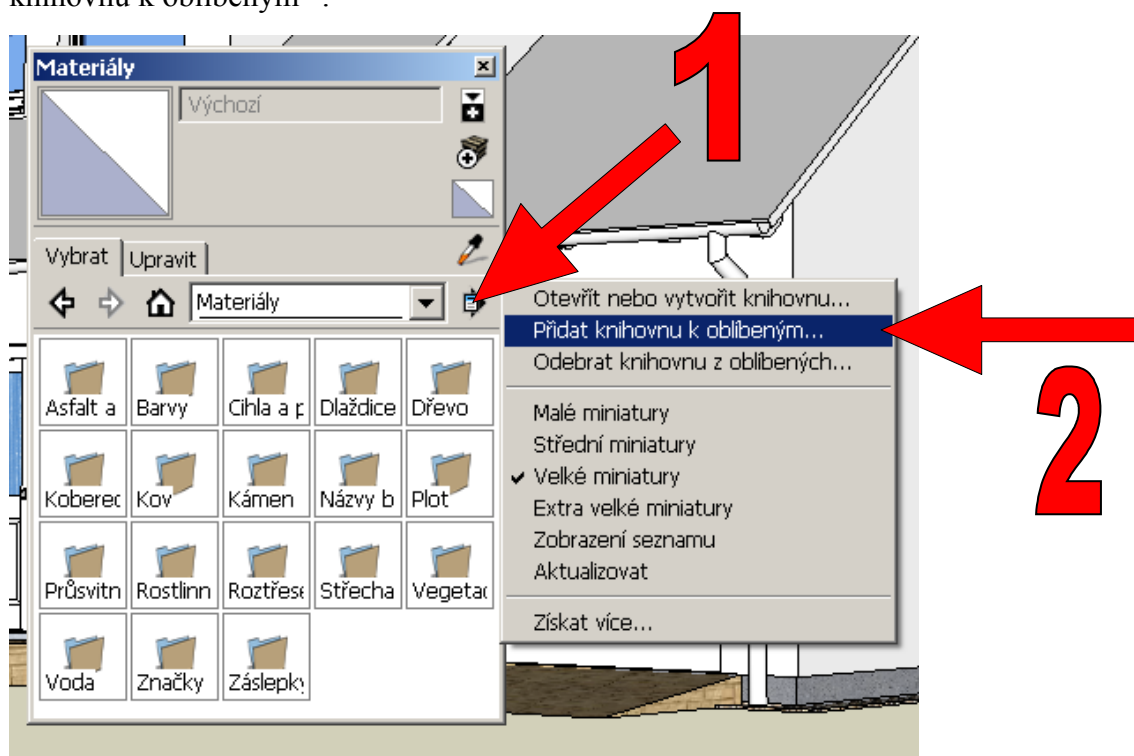 knihovnu k oblíbeným
1
Materiály
Výchozí
Vybrat
Upravit
Materiály
Otevřít nebo vytvořit knihovnu...
Přidat knihovnu k oblíbeným...
Odebrat knihovnu z oblíbených...
Malé miniatury
Střední miniatury
Velké miniatury
Extra velké miniatury
Zobrazení seznamu
Aktualizovat
Získat více...
2
Asfalt a
Barvy
Cihla a p
Dlaždice
Dřevo
Koberec
Kov
Kámen
Názvy b
Plot
Průsvitn
Rostlinn
Roztřese
Střecha
Vegetac
Voda
Značky
Záslepky